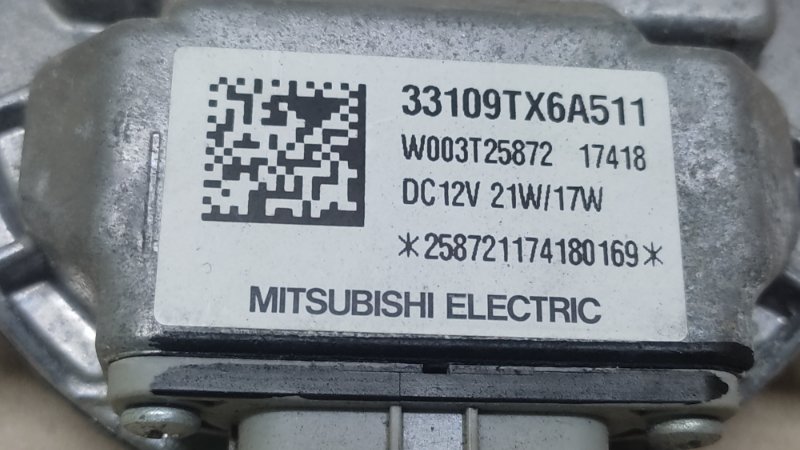 33109TX6A511
W003T25872 17418
DC12V 21W/17W
*258721174180169*
MITSUBISHI ELECTRIC